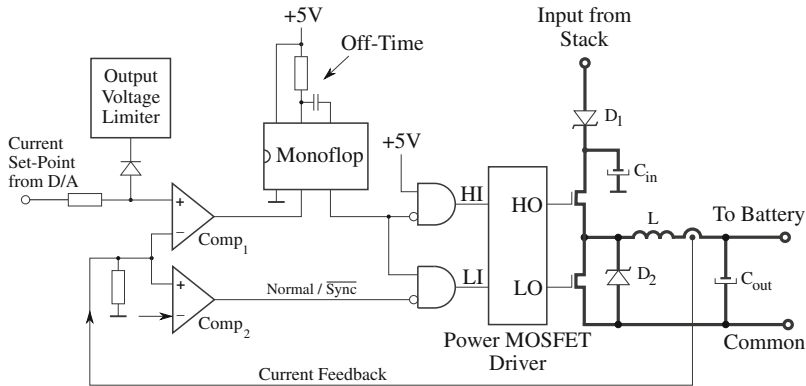 +5V
Input from
Stack
Off-Time
Output
Voltage
Limiter
D1
+5V
Current
Set-Point
from D/A
Monoflop
Cin
HI
HO
L
To Battery
+
−
Comp1
LI
LO
D2
Cout
+
−
Comp2
Normal / Sync
Power MOSFET
Driver
Common
Current Feedback